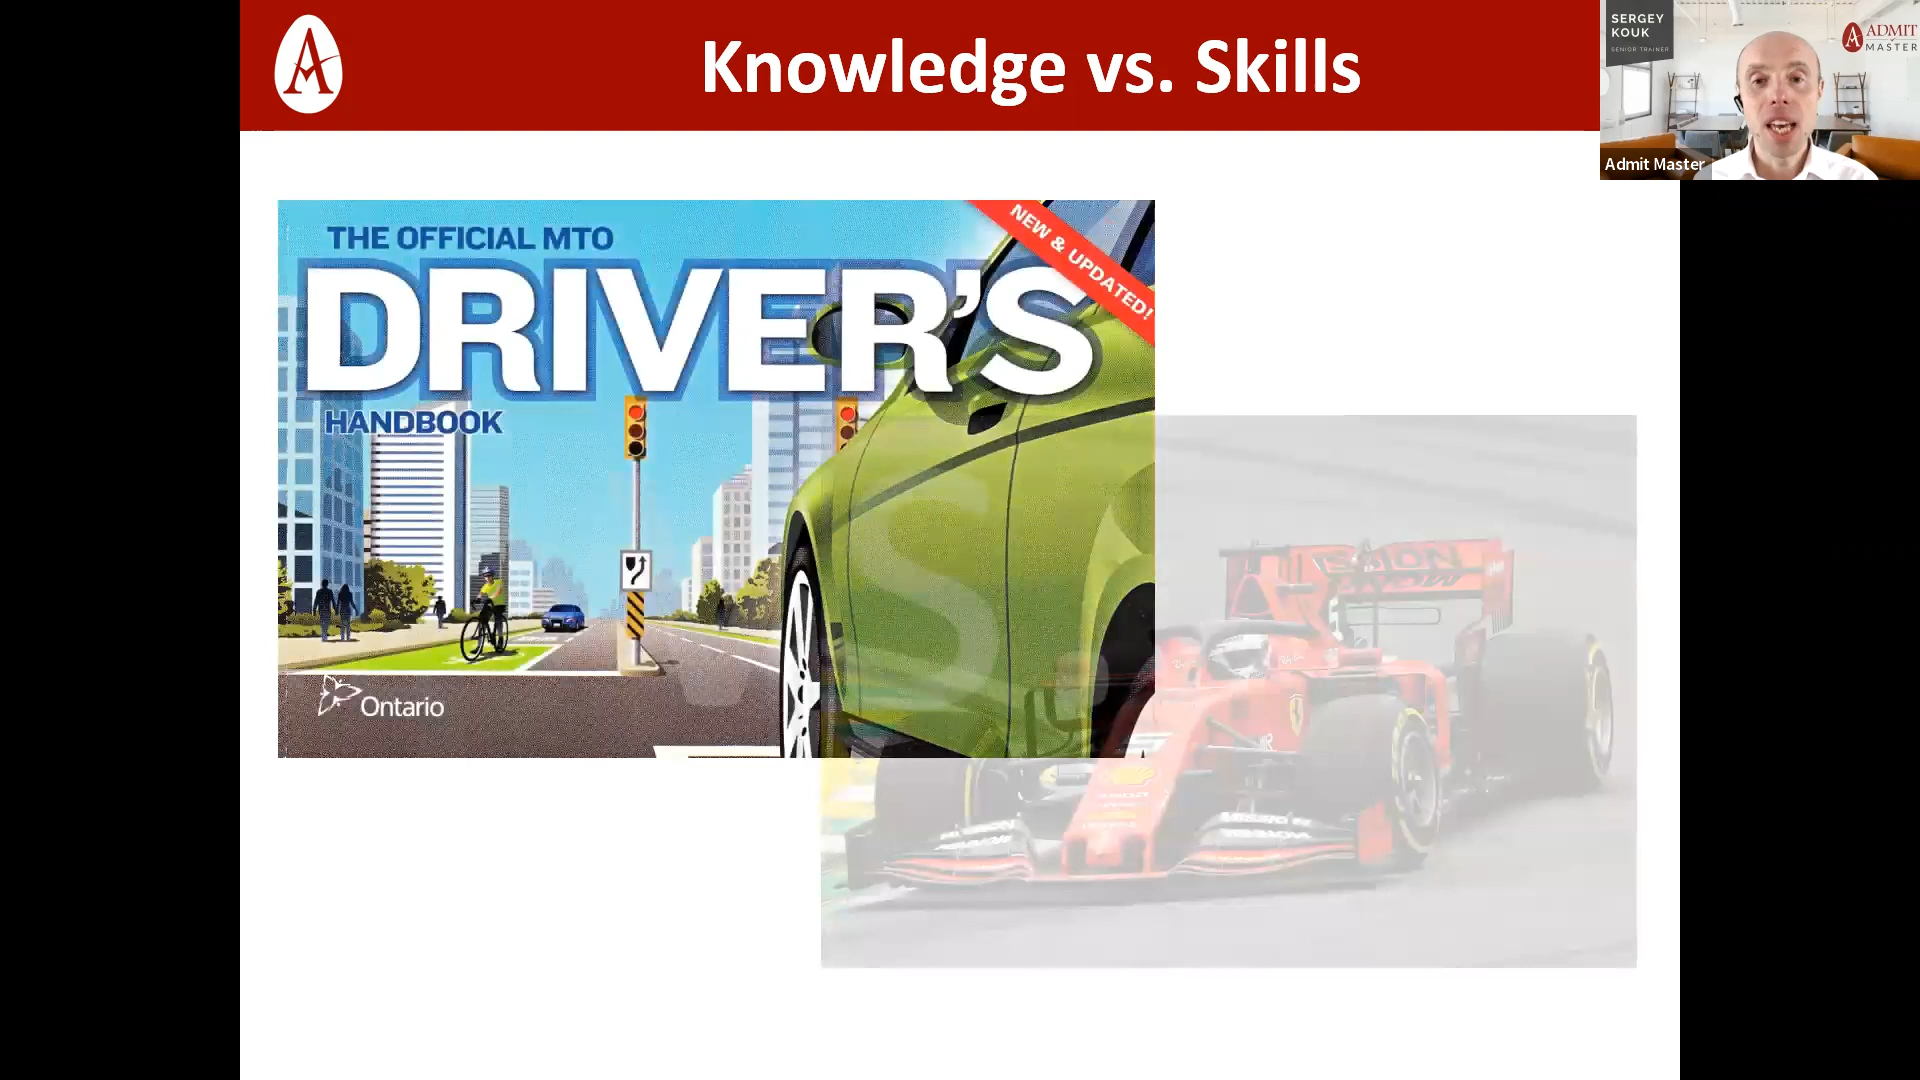 Knowledge vs. Skills
SERGEY
KOUK
SENIOR TRAINER
ADMIT
MASTER
Admit Master
THE OFFICIAL MTO
DRIVER'S
HANDBOOK
NEW & UPDATED!
Ontario